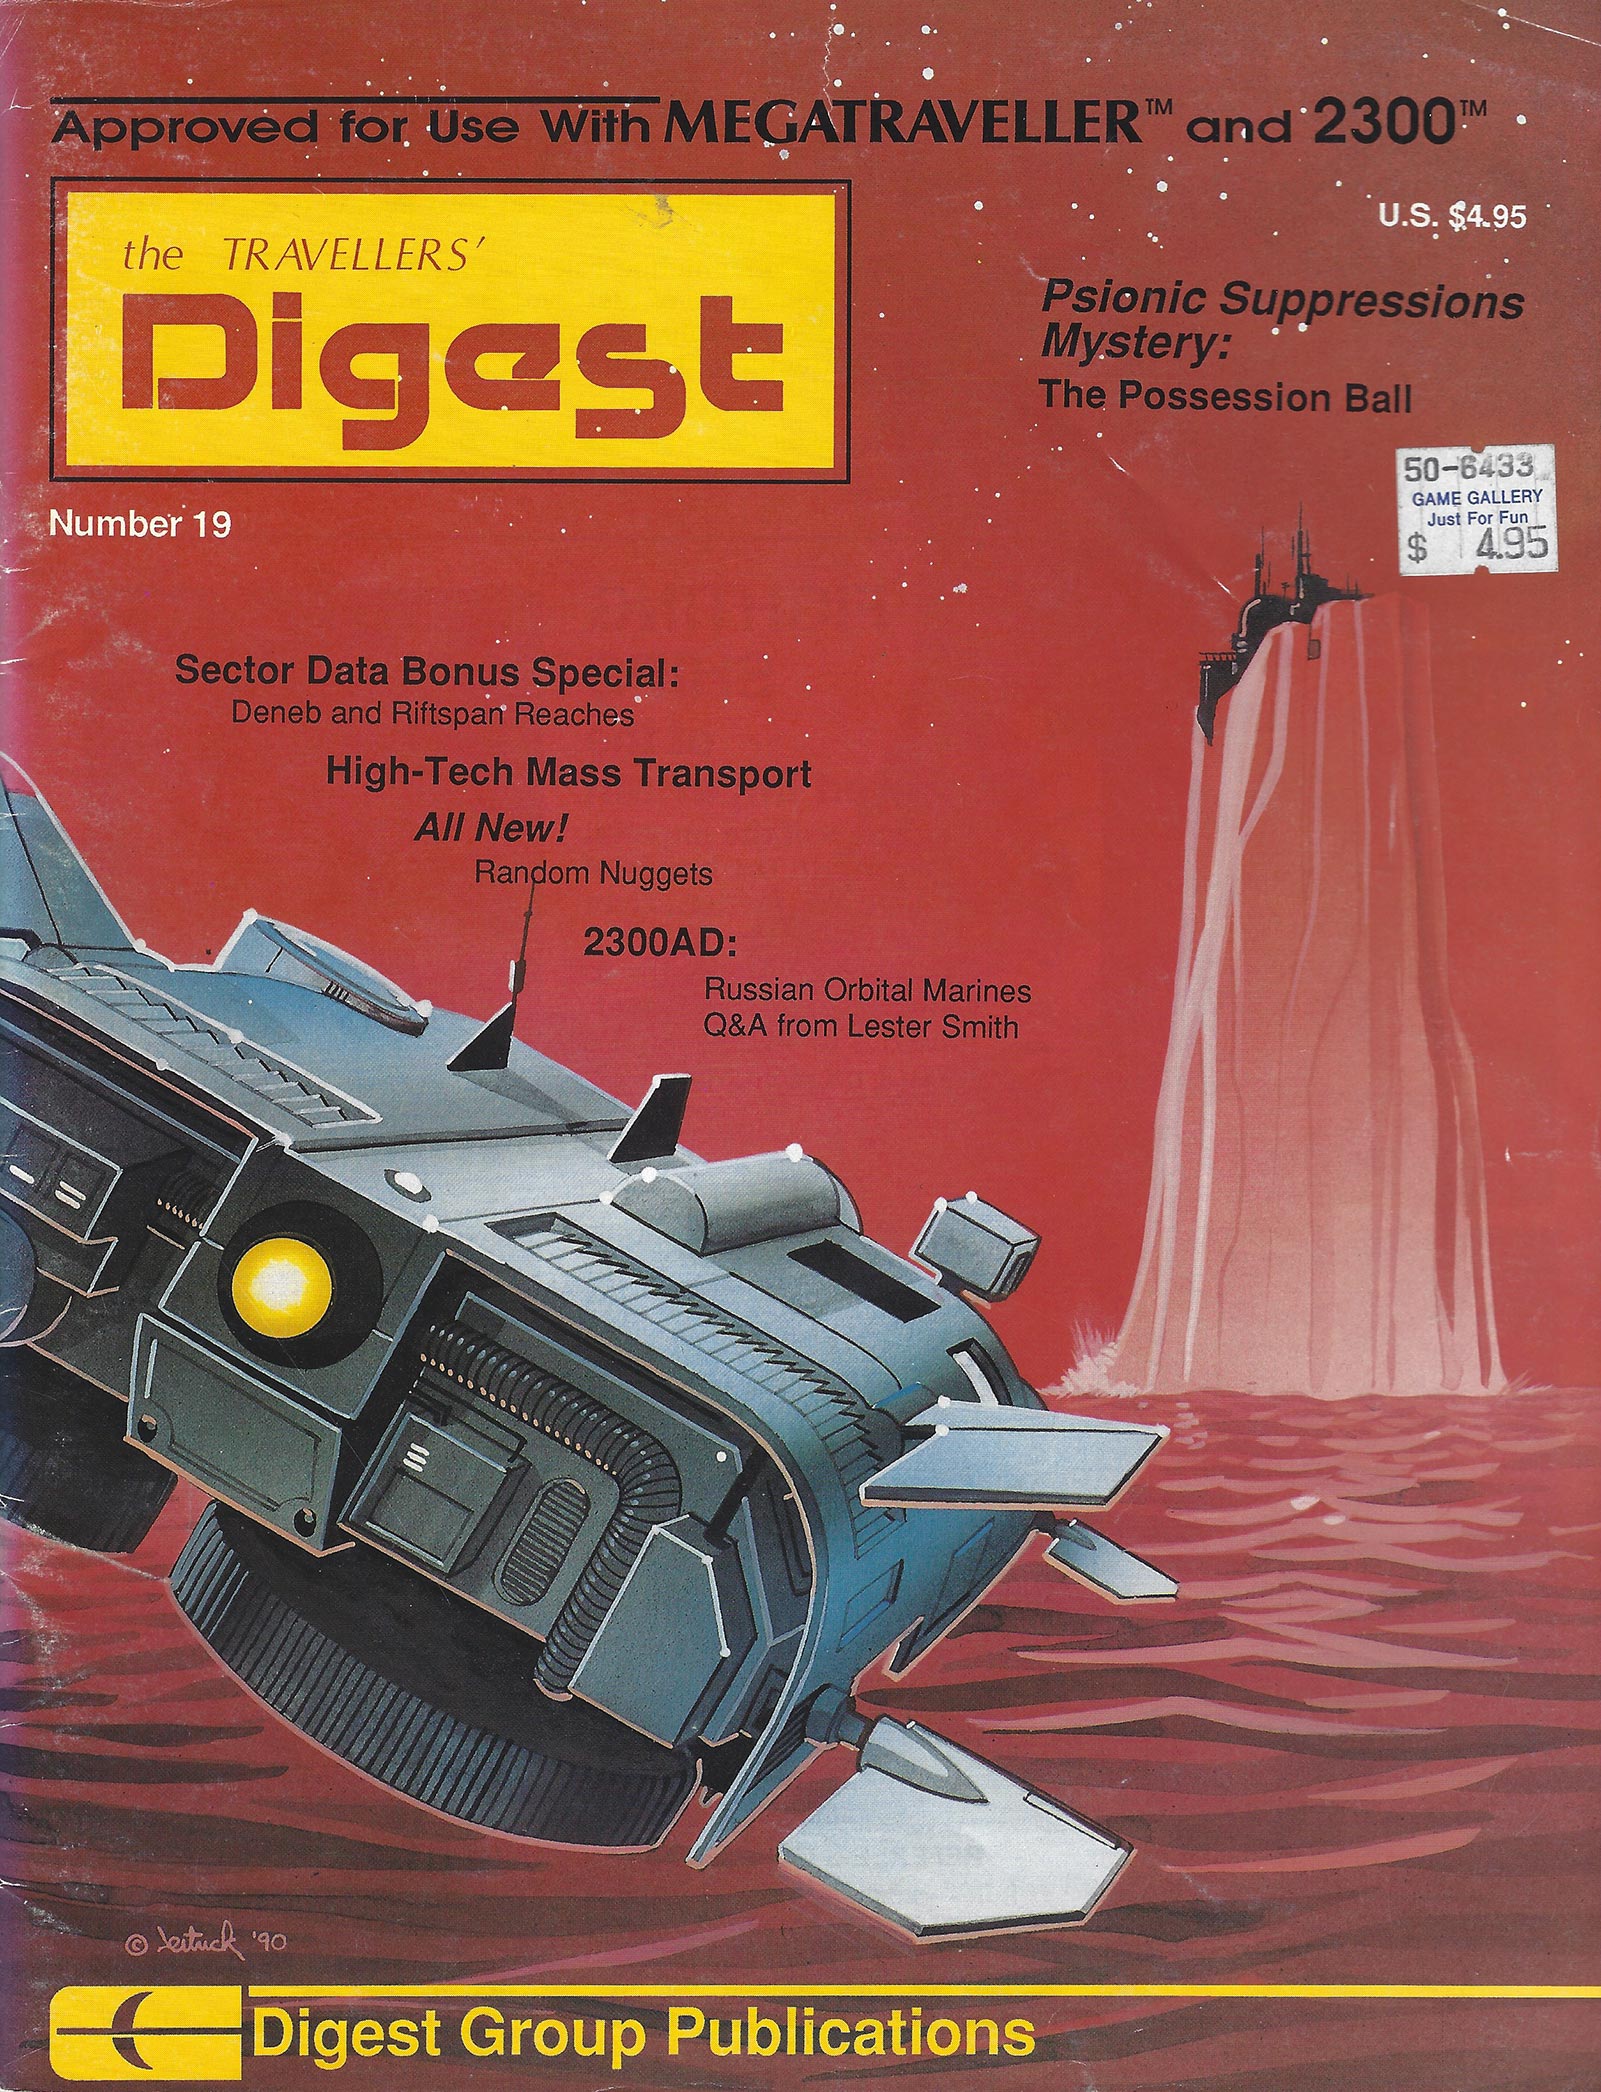 Approved for Use With MEGATRAVELLER™ and 2300™
the TRAVELLERS'
Digest
Number 19
U.S. $4.95
Psionic Suppressions
Mystery:
The Possession Ball
50-6433
GAME GALLERY
Just For Fun
$ 4.95
Sector Data Bonus Special:
Deneb and Riftspan Reaches
High-Tech Mass Transport
All New!
Random Nuggets
2300AD:
Russian Orbital Marines
Q&A from Lester Smith
© '90
Digest Group Publications